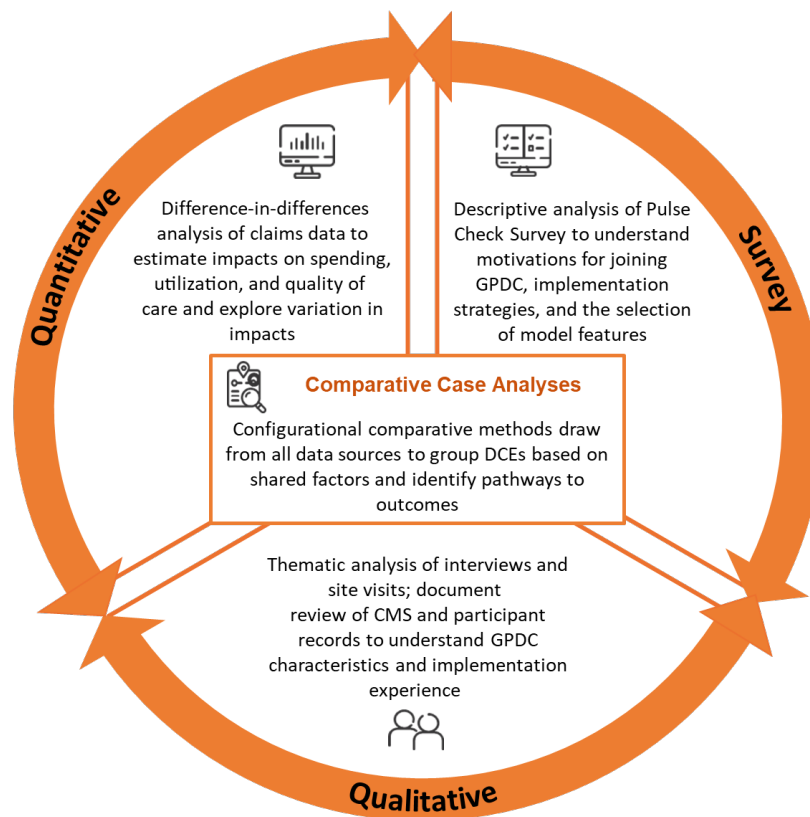 Quantitative
Difference-in-differences
analysis of claims data to
estimate impacts on spending,
utilization, and quality of
care and explore variation in
impacts
Survey
Descriptive analysis of Pulse
Check Survey to understand
motivations for joining
GPDC, implementation
strategies, and the selection
of model features
Comparative Case Analyses
Configurational comparative methods draw
from all data sources to group DCEs based on
shared factors and identify pathways to
outcomes
Thematic analysis of interviews and
site visits; document
review of CMS and participant
records to understand GPDC
characteristics and implementation
experience
Qualitative